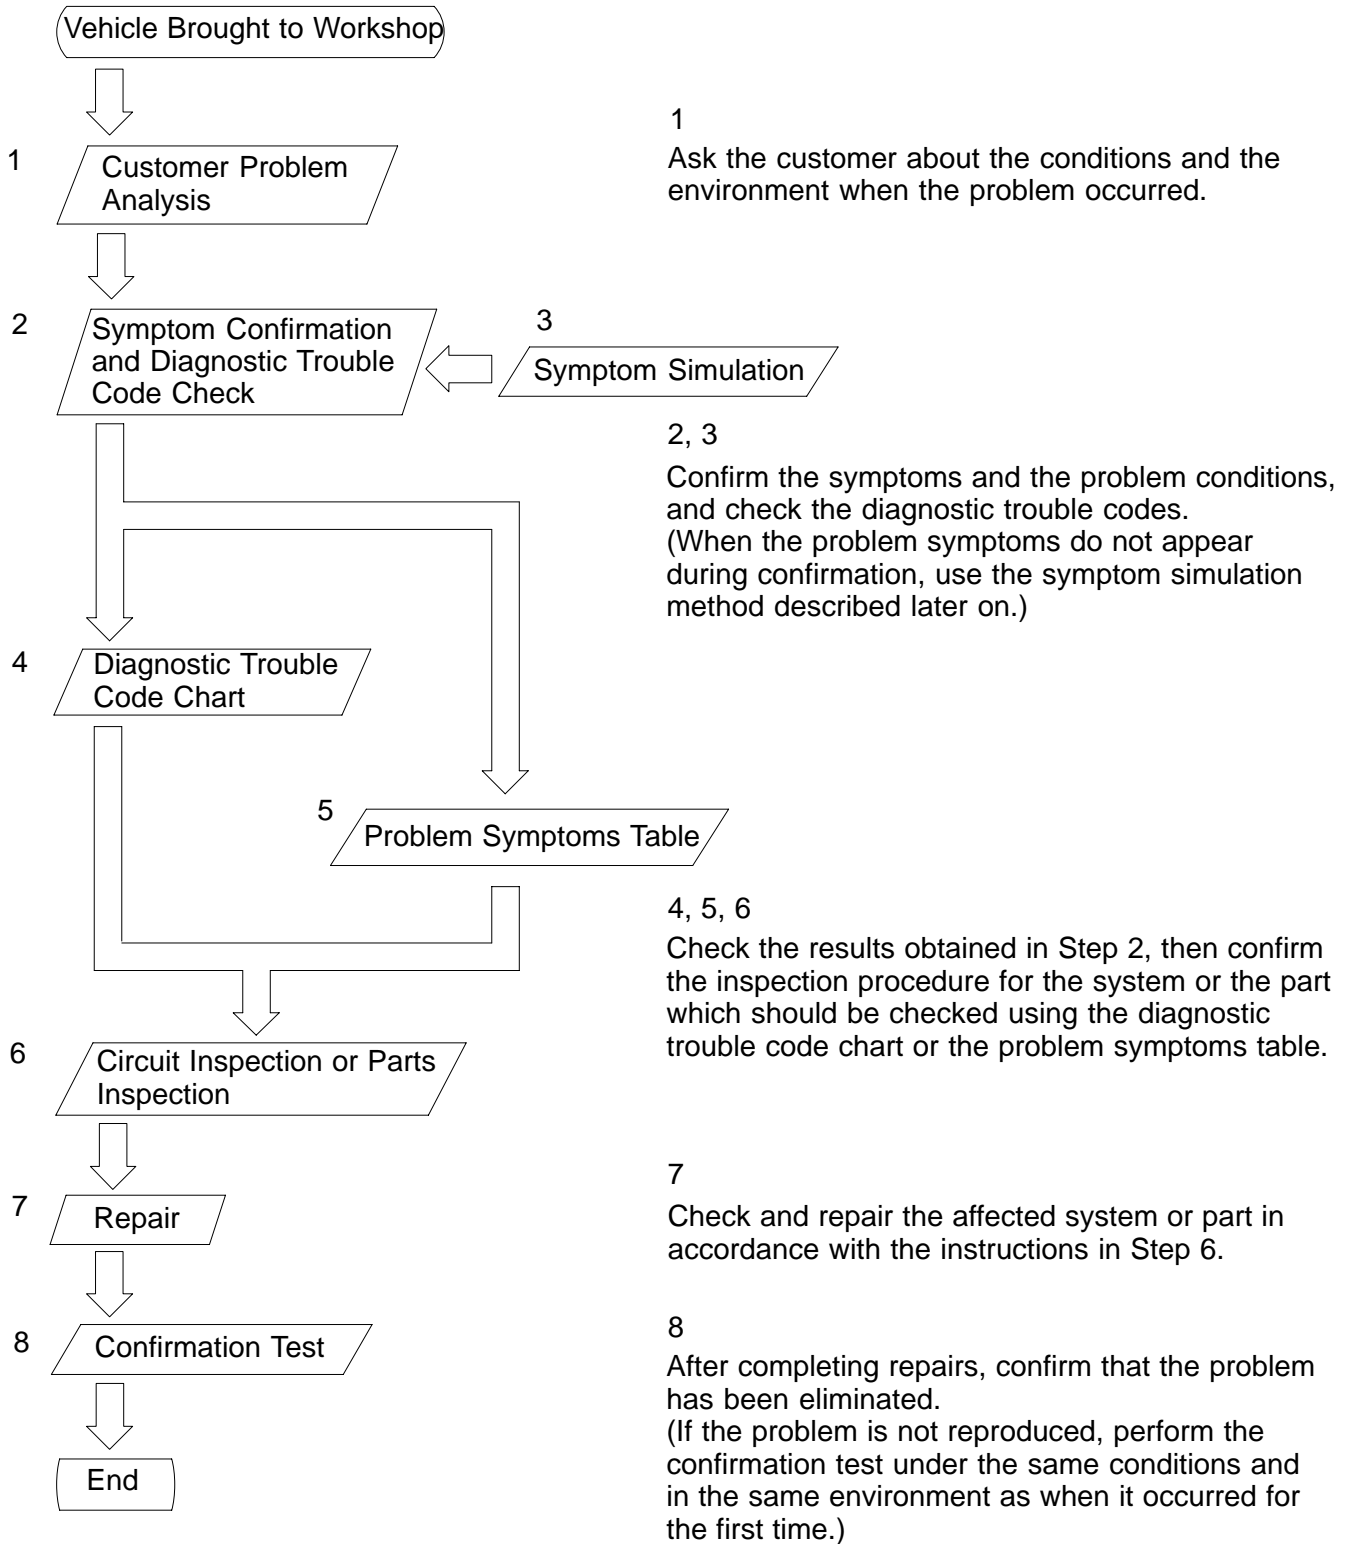 Vehicle Brought to Workshop
1
Customer Problem
Analysis
1
Ask the customer about the conditions and the
environment when the problem occurred.
2
Symptom Confirmation
and Diagnostic Trouble
Code Check
3
Symptom Simulation
2, 3
Confirm the symptoms and the problem conditions,
and check the diagnostic trouble codes.
(When the problem symptoms do not appear
during confirmation, use the symptom simulation
method described later on.)
4
Diagnostic Trouble
Code Chart
5
Problem Symptoms Table
4, 5, 6
Check the results obtained in Step 2, then confirm
the inspection procedure for the system or the part
which should be checked using the diagnostic
trouble code chart or the problem symptoms table.
6
Circuit Inspection or Parts
Inspection
7
Repair
7
Check and repair the affected system or part in
accordance with the instructions in Step 6.
8
Confirmation Test
8
After completing repairs, confirm that the problem
has been eliminated.
(If the problem is not reproduced, perform the
confirmation test under the same conditions and
in the same environment as when it occurred for
the first time.)
End